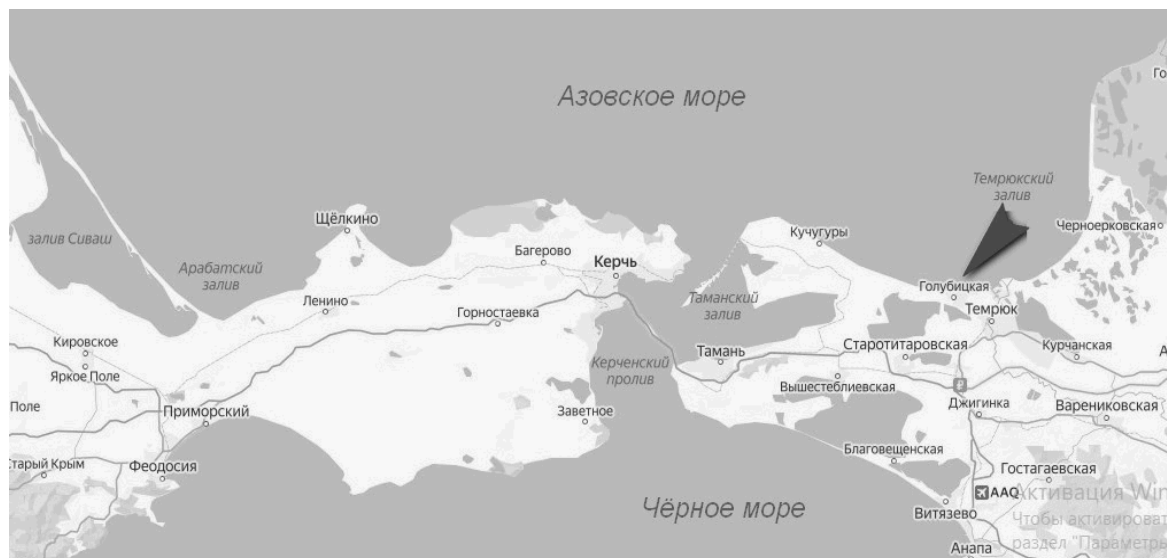 Азовское море
Го
Темрюкский
залив
Щёлкино
Черноерковская
Кучугуры
залив Сиваш
Багерово
Керчь
Арабатский
залив
Голубицкая
Ленино
Таманский
залив
Горностаевка
Темрюк
Кировское
Старотитаровская
Курчанская
А
Тамань
Керченский
пролив
Яркое Поле
Вышестеблиевская
Поле
Приморский
Заветное
Джигинка
Варениковская
Благовещенская
Старый Крым
Феодосия
Гостагаевская
AAQ
Активация Win
Чёрное море
Витязево
Чтобы активироват
раздел "Параметры
Анапа